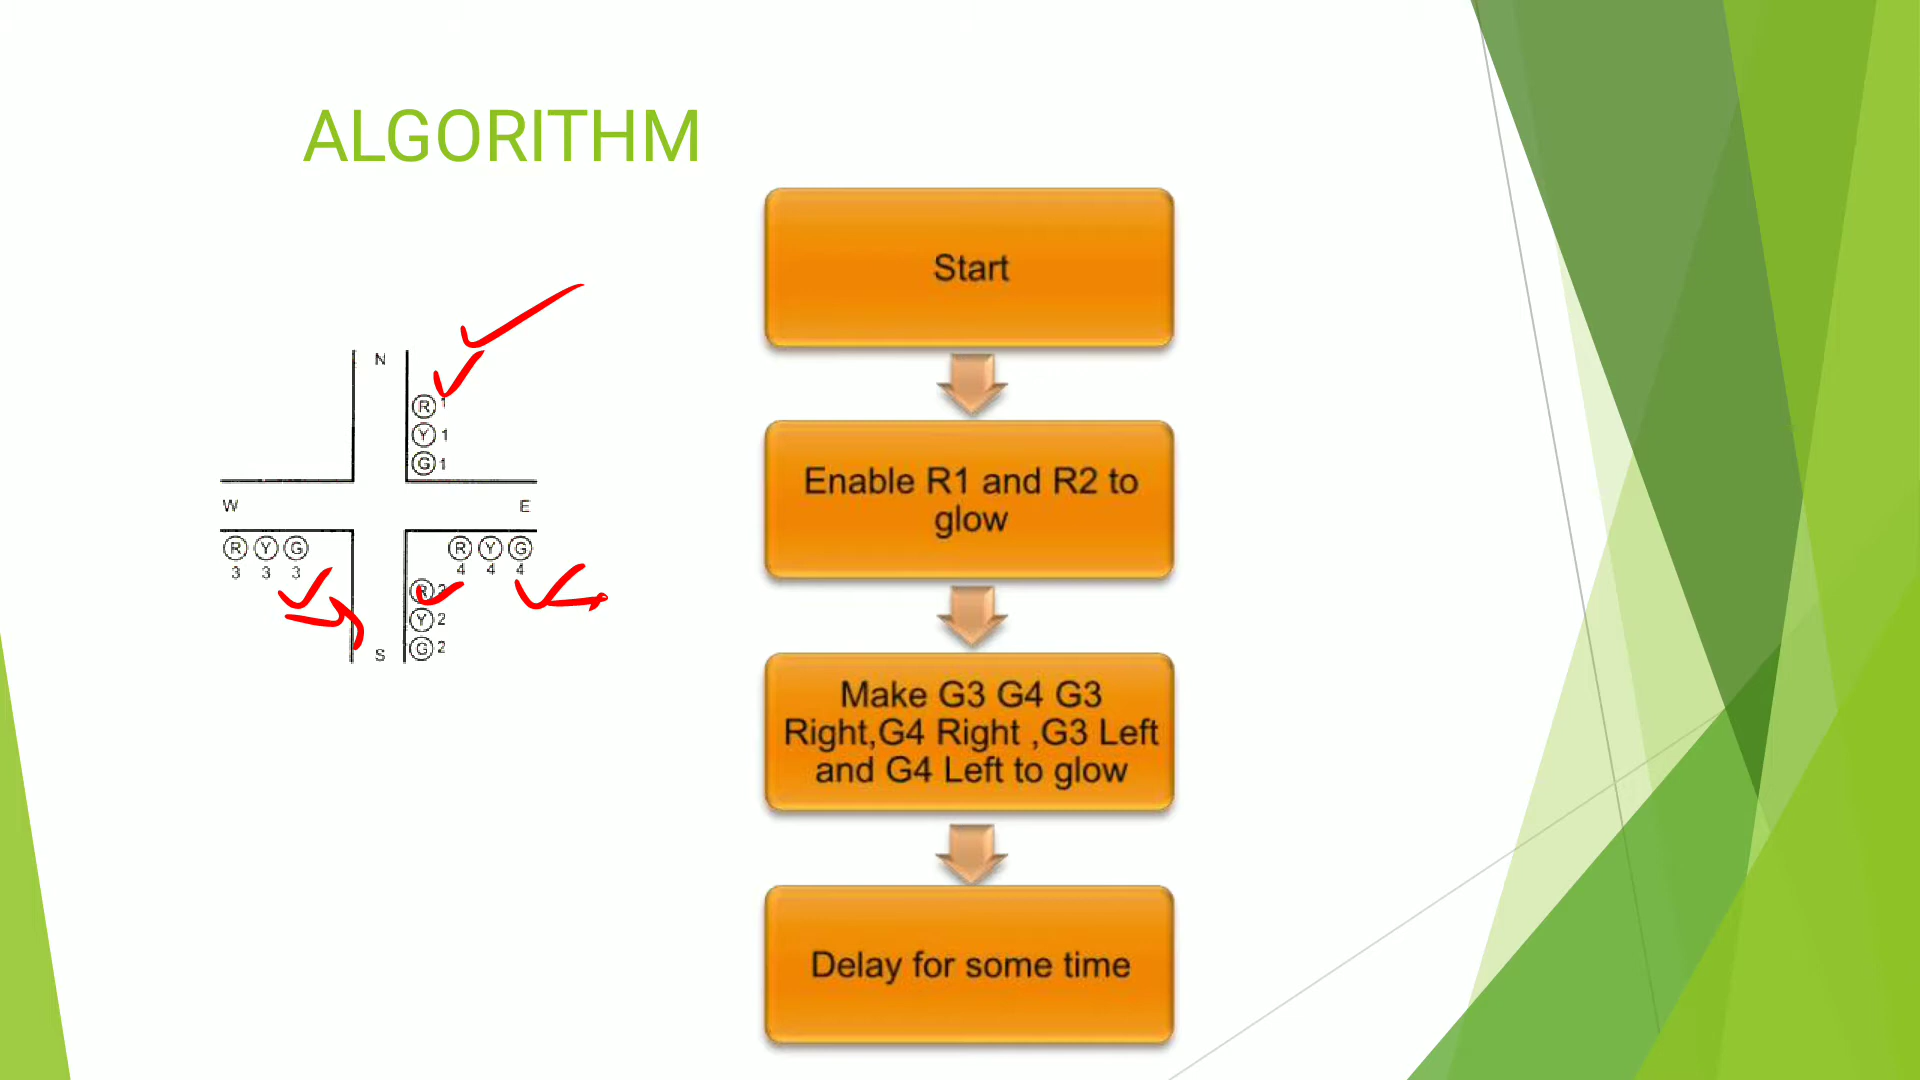 ALGORITHM
N
R 1
Y 1
G 1
W
E
R Y G
3 3 3
R Y G
4 4 4
R 2
Y 2
G 2
S
Start
Enable R1 and R2 to
glow
Make G3 G4 G3
Right,G4 Right ,G3 Left
and G4 Left to glow
Delay for some time